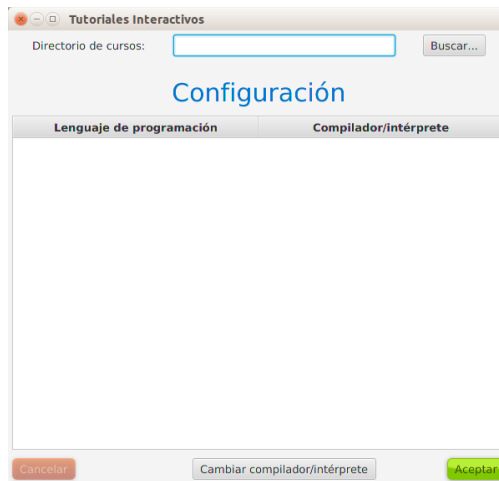 Tutoriales Interactivos
Directorio de cursos: Buscar...
Configuración
Lenguaje de programación Compilador/intérprete
Cancelar Cambiar compilador/intérprete Aceptar